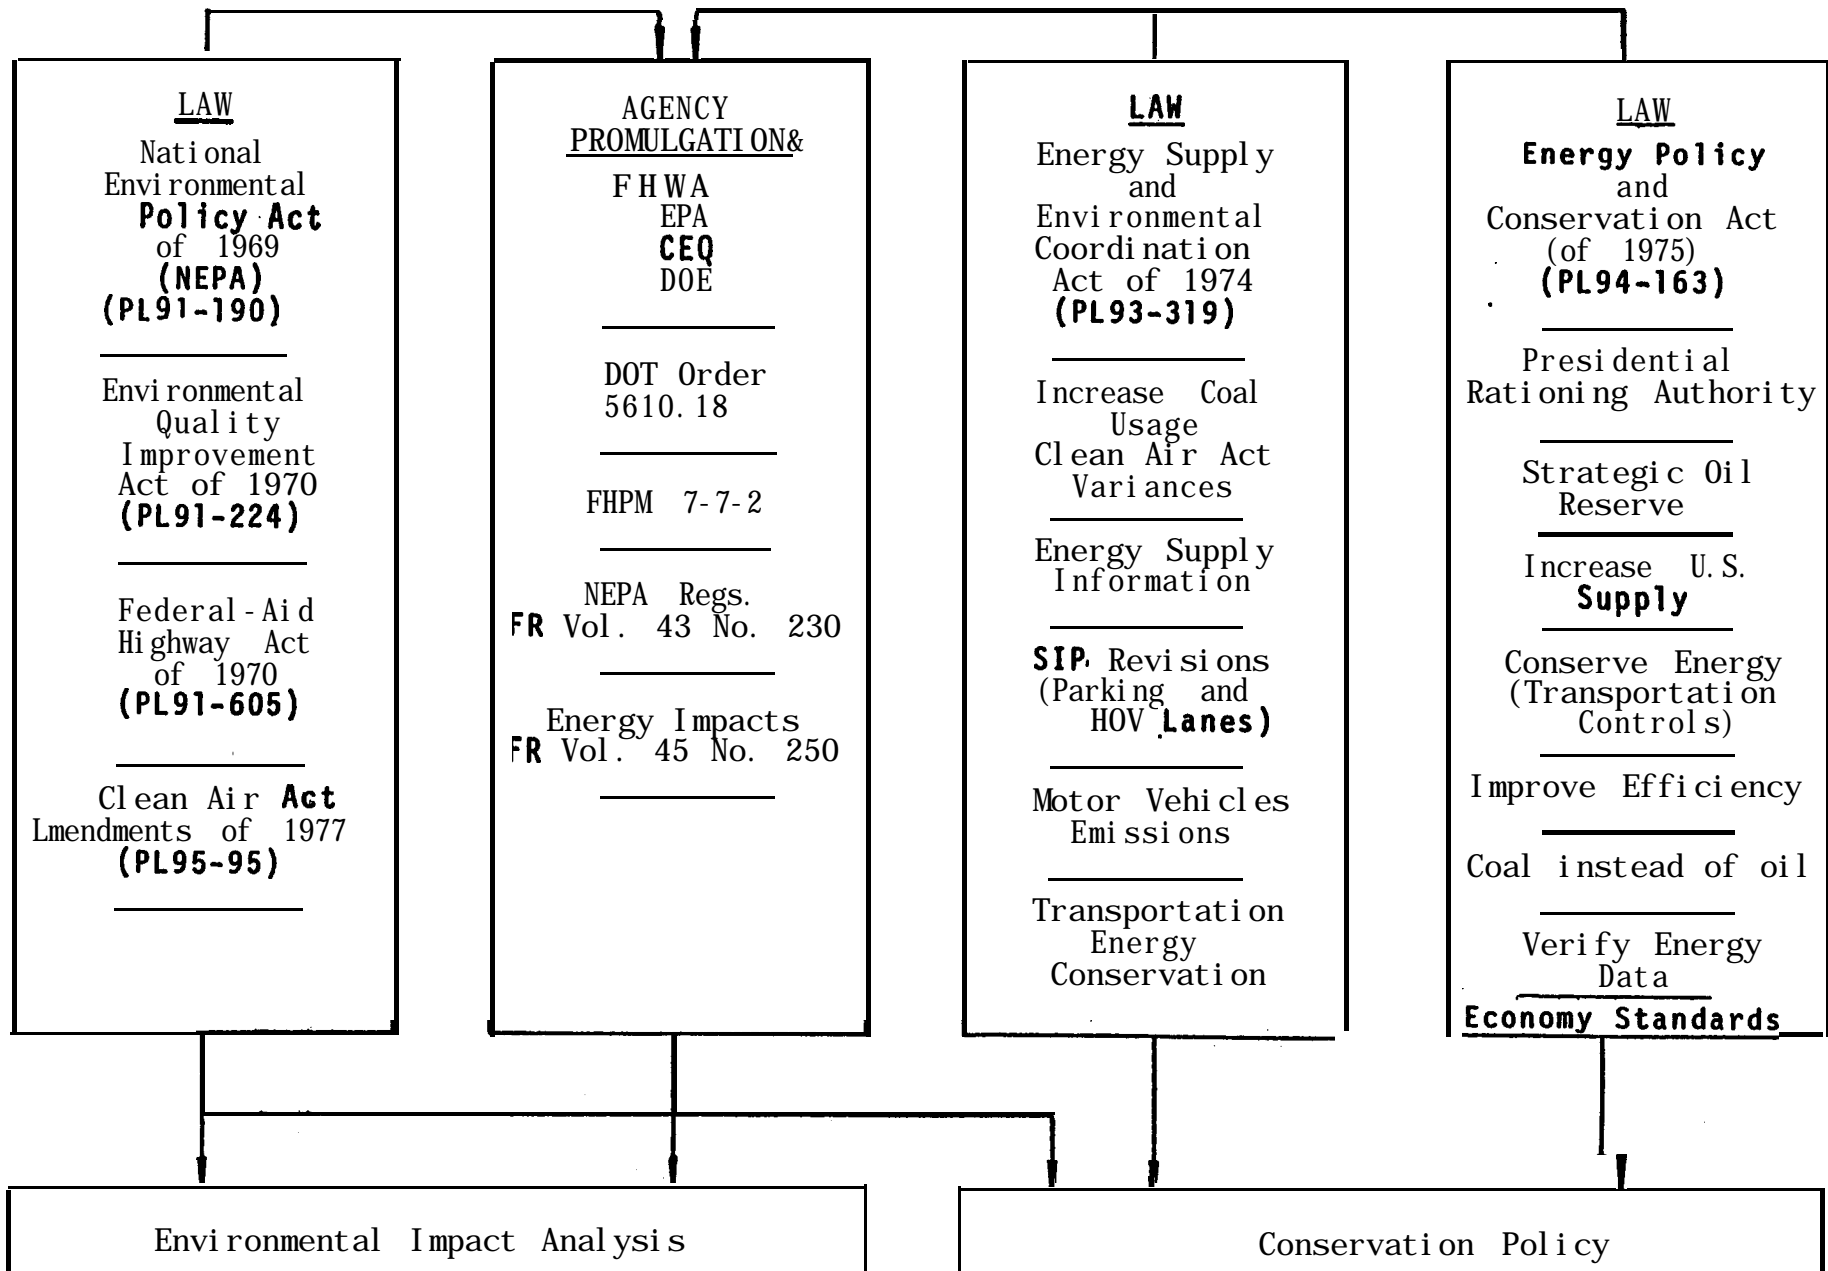 LAW
National
Environmental
Policy Act
of 1969
(NEPA)
(PL91-190)
Environmental
Quality
Improvement
Act of 1970
(PL91-224)
Federal-Aid
Highway Act
of 1970
(PL91-605)
Clean Air Act
Lmendments of 1977
(PL95-95)
AGENCY
PROMULGATION&
FHWA
EPA
CEQ
DOE
DOT Order
5610.18
FHPM 7-7-2
NEPA Regs.
FR Vol. 43 No. 230
Energy Impacts
FR Vol. 45 No. 250
LAW
Energy Supply
and
Environmental
Coordination
Act of 1974
(PL93-319)
Increase Coal
Usage
Clean Air Act
Variances
Energy Supply
Information
SIP Revisions
(Parking and
HOV Lanes)
Motor Vehicles
Emissions
Transportation
Energy
Conservation
LAW
Energy Policy
and
Conservation Act
(of 1975)
(PL94-163)
Presidential
Rationing Authority
Strategic Oil
Reserve
Increase U.S.
Supply
Conserve Energy
(Transportation
Controls)
Improve Efficiency
Coal instead of oil
Verify Energy
Data
Economy Standards
Environmental Impact Analysis
Conservation Policy